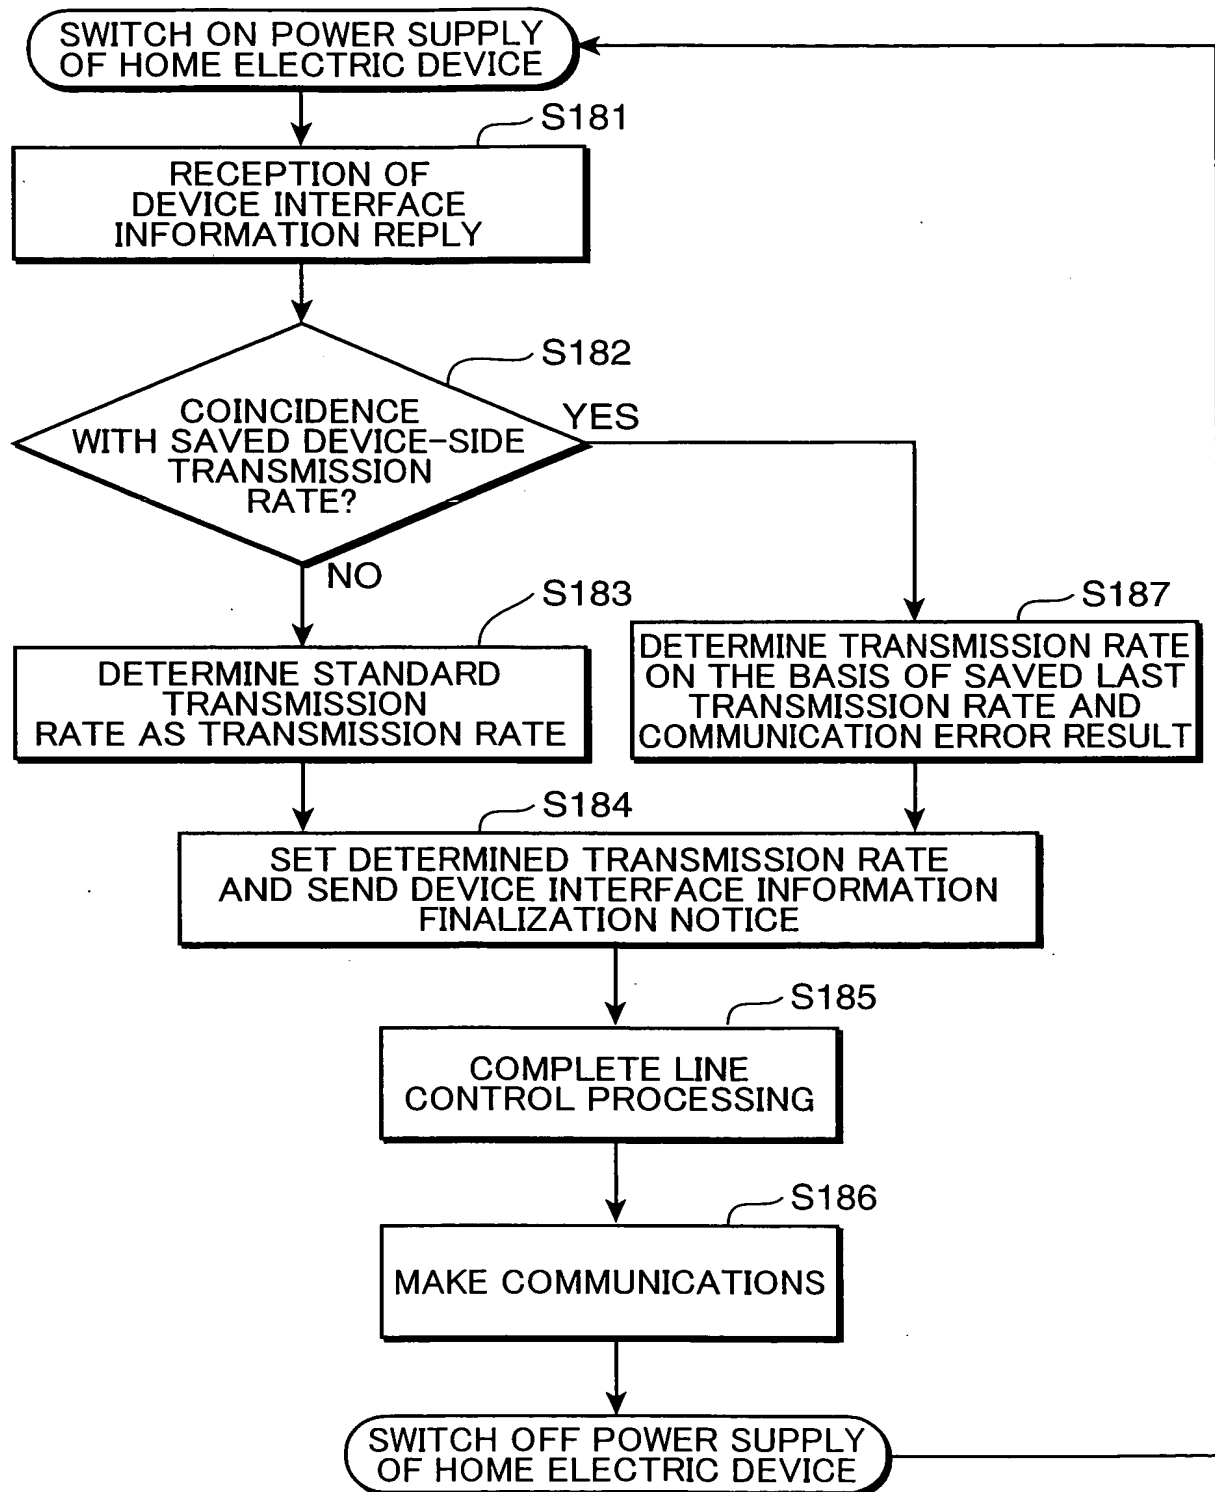 SWITCH ON POWER SUPPLY
OF HOME ELECTRIC DEVICE
S181
RECEPTION OF
DEVICE INTERFACE
INFORMATION REPLY
S182
COINCIDENCE
WITH SAVED DEVICE-SIDE
TRANSMISSION
RATE?
YES
NO
S183
DETERMINE STANDARD
TRANSMISSION
RATE AS TRANSMISSION RATE
S187
DETERMINE TRANSMISSION RATE
ON THE BASIS OF SAVED LAST
TRANSMISSION RATE AND
COMMUNICATION ERROR RESULT
S184
SET DETERMINED TRANSMISSION RATE
AND SEND DEVICE INTERFACE INFORMATION
FINALIZATION NOTICE
S185
COMPLETE LINE
CONTROL PROCESSING
S186
MAKE COMMUNICATIONS
SWITCH OFF POWER SUPPLY
OF HOME ELECTRIC DEVICE